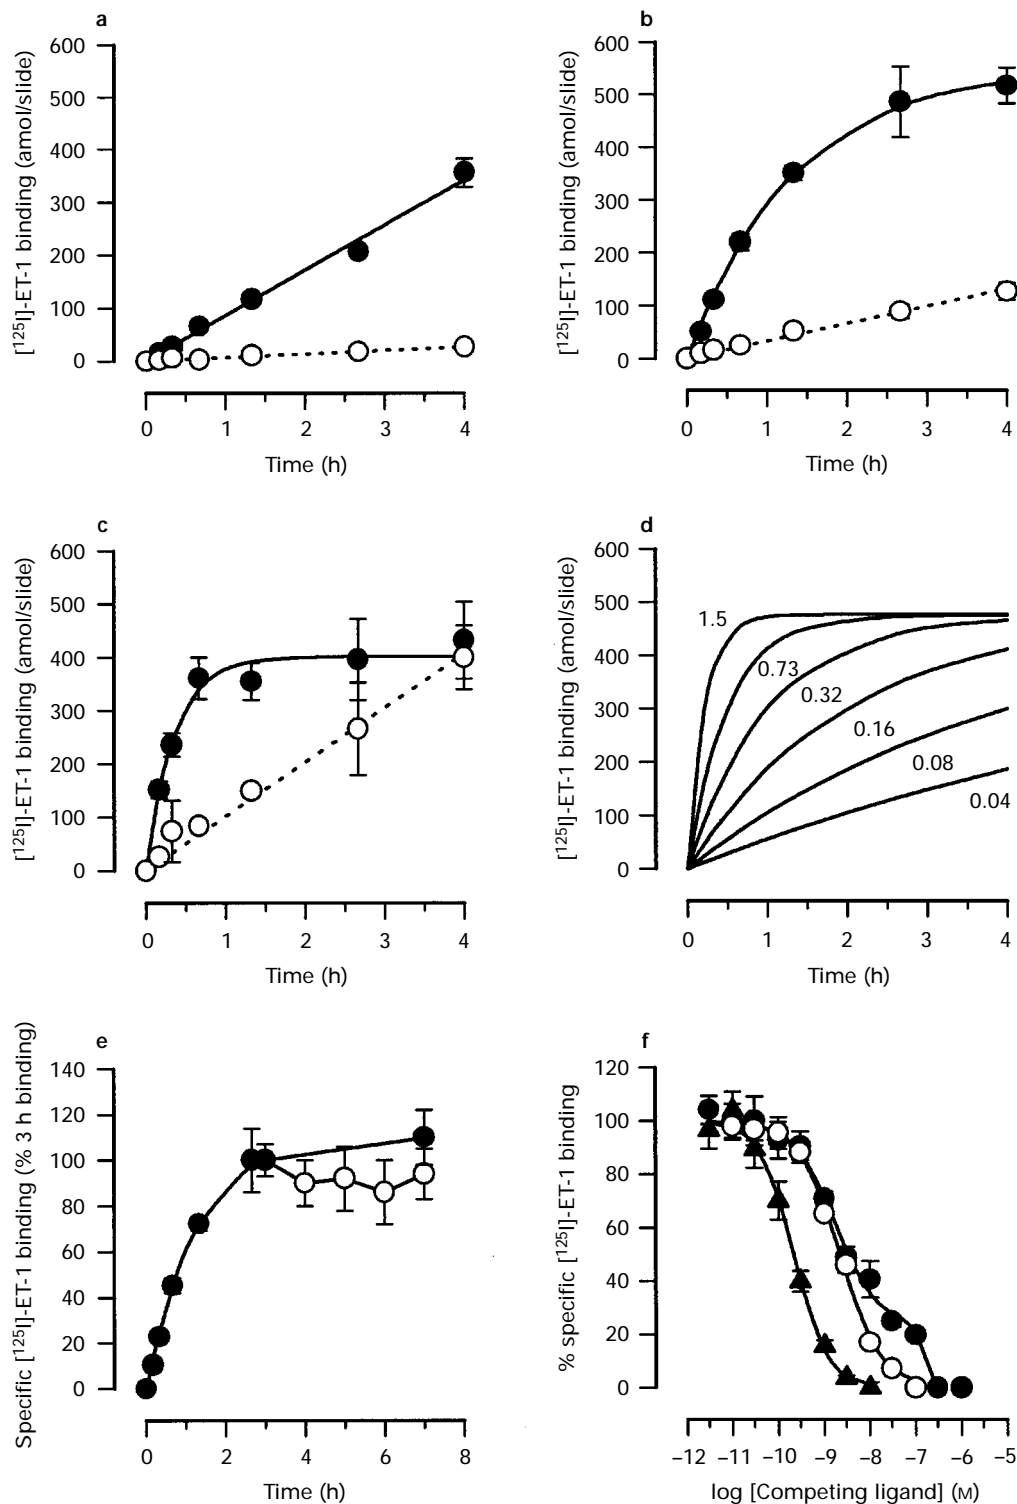 a
[125I]-ET-1 binding (amol/slide)
600
500
400
300
200
100
0
0 1 2 3 4
Time (h)
b
[125I]-ET-1 binding (amol/slide)
600
500
400
300
200
100
0
0 1 2 3 4
Time (h)
c
[125I]-ET-1 binding (amol/slide)
600
500
400
300
200
100
0
0 1 2 3 4
Time (h)
d
[125I]-ET-1 binding (amol/slide)
600
500
400
300
200
100
0
1.5
0.73
0.32
0.16
0.08
0.04
0 1 2 3 4
Time (h)
e
Specific [125I]-ET-1 binding (% 3 h binding)
140
120
100
80
60
40
20
0
0 2 4 6 8
Time (h)
f
% specific [125I]-ET-1 binding
120
100
80
60
40
20
0
−12 −11 −10 −9 −8 −7 −6 −5
log [Competing ligand] (M)